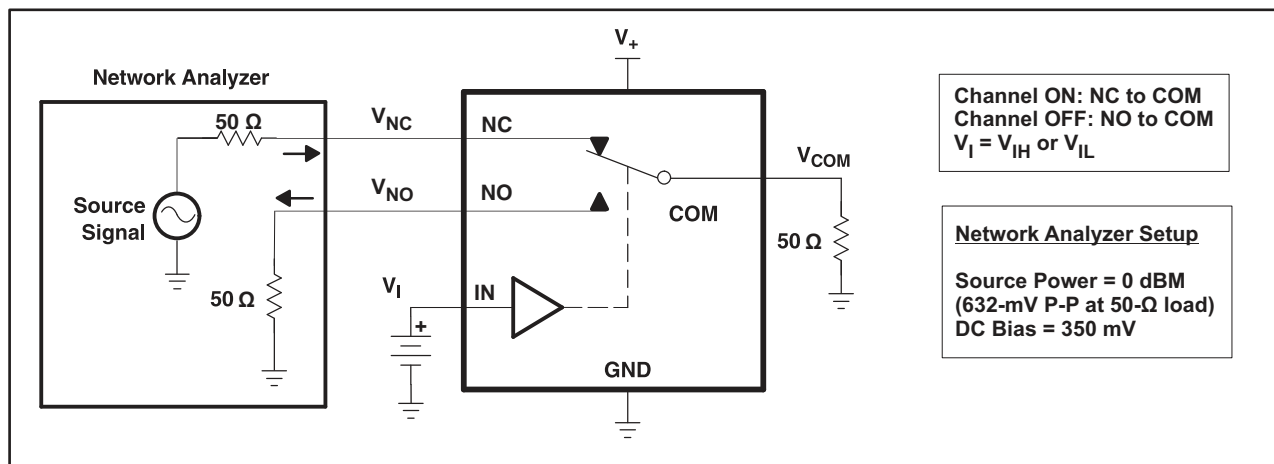 V+
Network Analyzer
50 Ω
VNC
NC
VNO
NO
Source
Signal
50 Ω
VI
IN
+
COM
VCOM
50 Ω
GND
Channel ON: NC to COM
Channel OFF: NO to COM
VI = VIH or VIL
Network Analyzer Setup
Source Power = 0 dBM
(632-mV P-P at 50-Ω load)
DC Bias = 350 mV